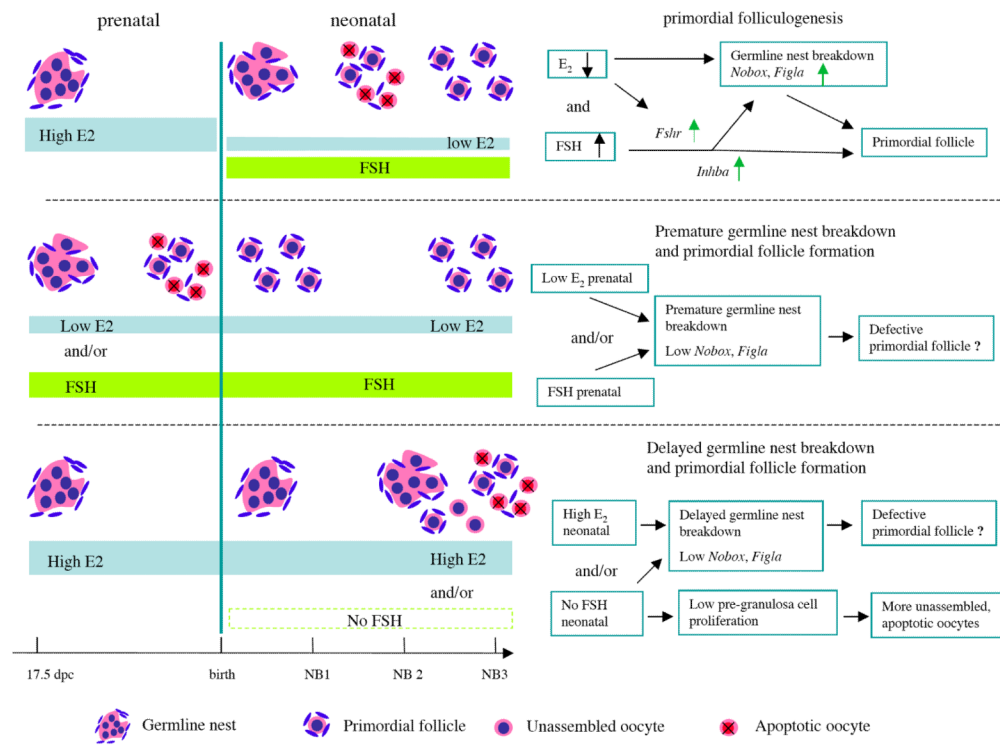 prenatal
neonatal
primordial folliculogenesis
High E2
low E2
FSH
E2
and
FSH
Fshr
Inhba
Germline nest breakdown
Nobox, Figla
Primordial follicle
Low E2
and/or
FSH
Low E2
FSH
Premature germline nest breakdown
and primordial follicle formation
Low E2 prenatal
and/or
FSH prenatal
Premature germline nest
breakdown
Low Nobox, Figla
Defective
primordial follicle ?
High E2
High E2
and/or
No FSH
Delayed germline nest breakdown
and primordial follicle formation
High E2
neonatal
and/or
No FSH
neonatal
Delayed germline nest
breakdown
Low Nobox, Figla
Defective
primordial follicle ?
Low pre-granulosa cell
proliferation
More unassembled,
apoptotic oocytes
17.5 dpc
birth
NB1
NB 2
NB3
Germline nest
Primordial follicle
Unassembled oocyte
Apoptotic oocyte